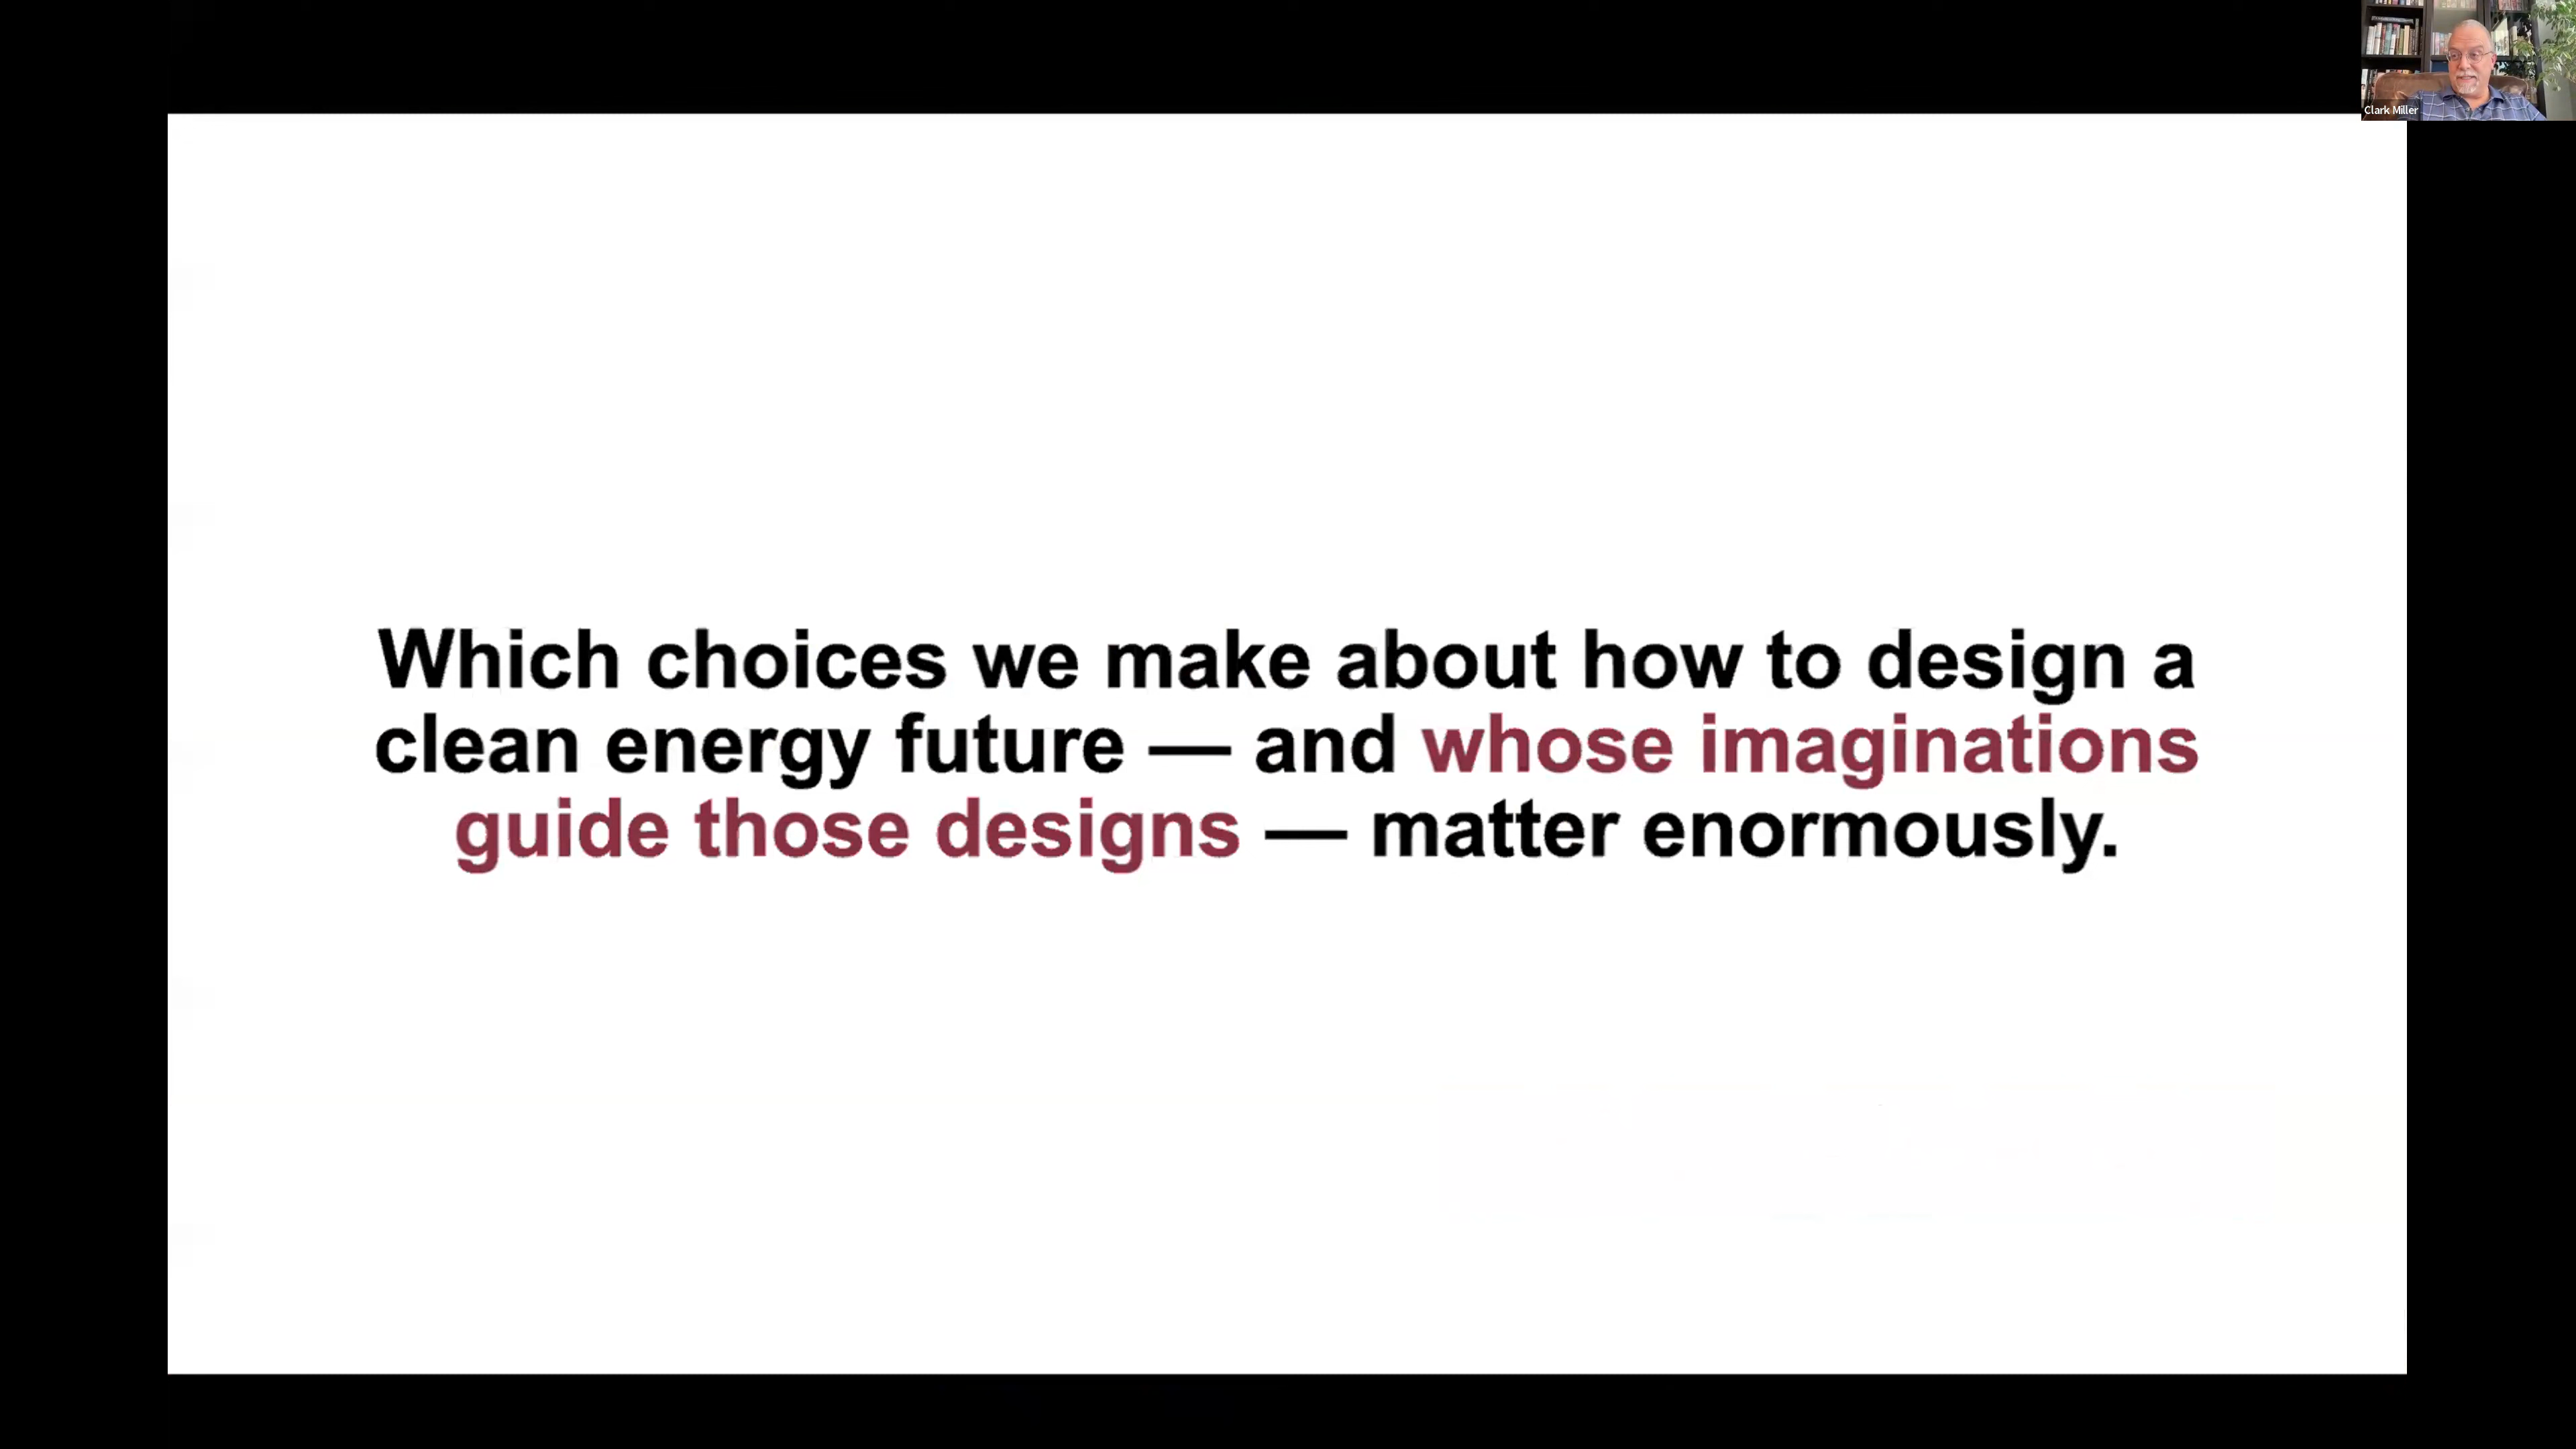 Clark Miller
Which choices we make about how to design a
clean energy future — and whose imaginations
guide those designs — matter enormously.